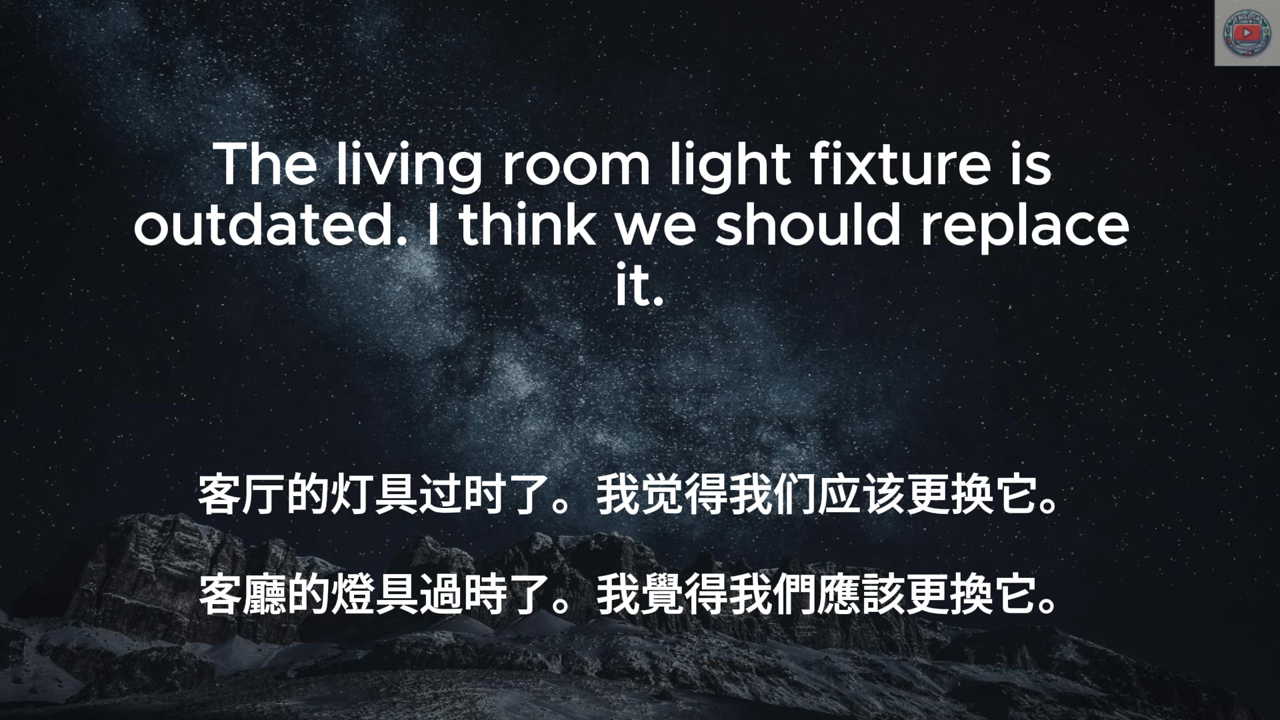 The living room light fixture is
outdated. I think we should replace
it.
客厅的灯具过时了。我觉得我们应该更换它。
客廳的燈具過時了。我覺得我們應該更換它。